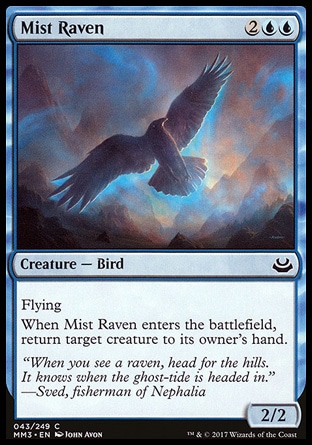 Mist Raven 2
Creature — Bird
Flying
When Mist Raven enters the battlefield,
return target creature to its owner's hand.
"When you see a raven, head for the hills.
It knows when the ghost-tide is headed in."
—Sved, fisherman of Nephalia
2/2
043/249 C
MM3 • EN John Avon ™ & © 2017 Wizards of the Coast